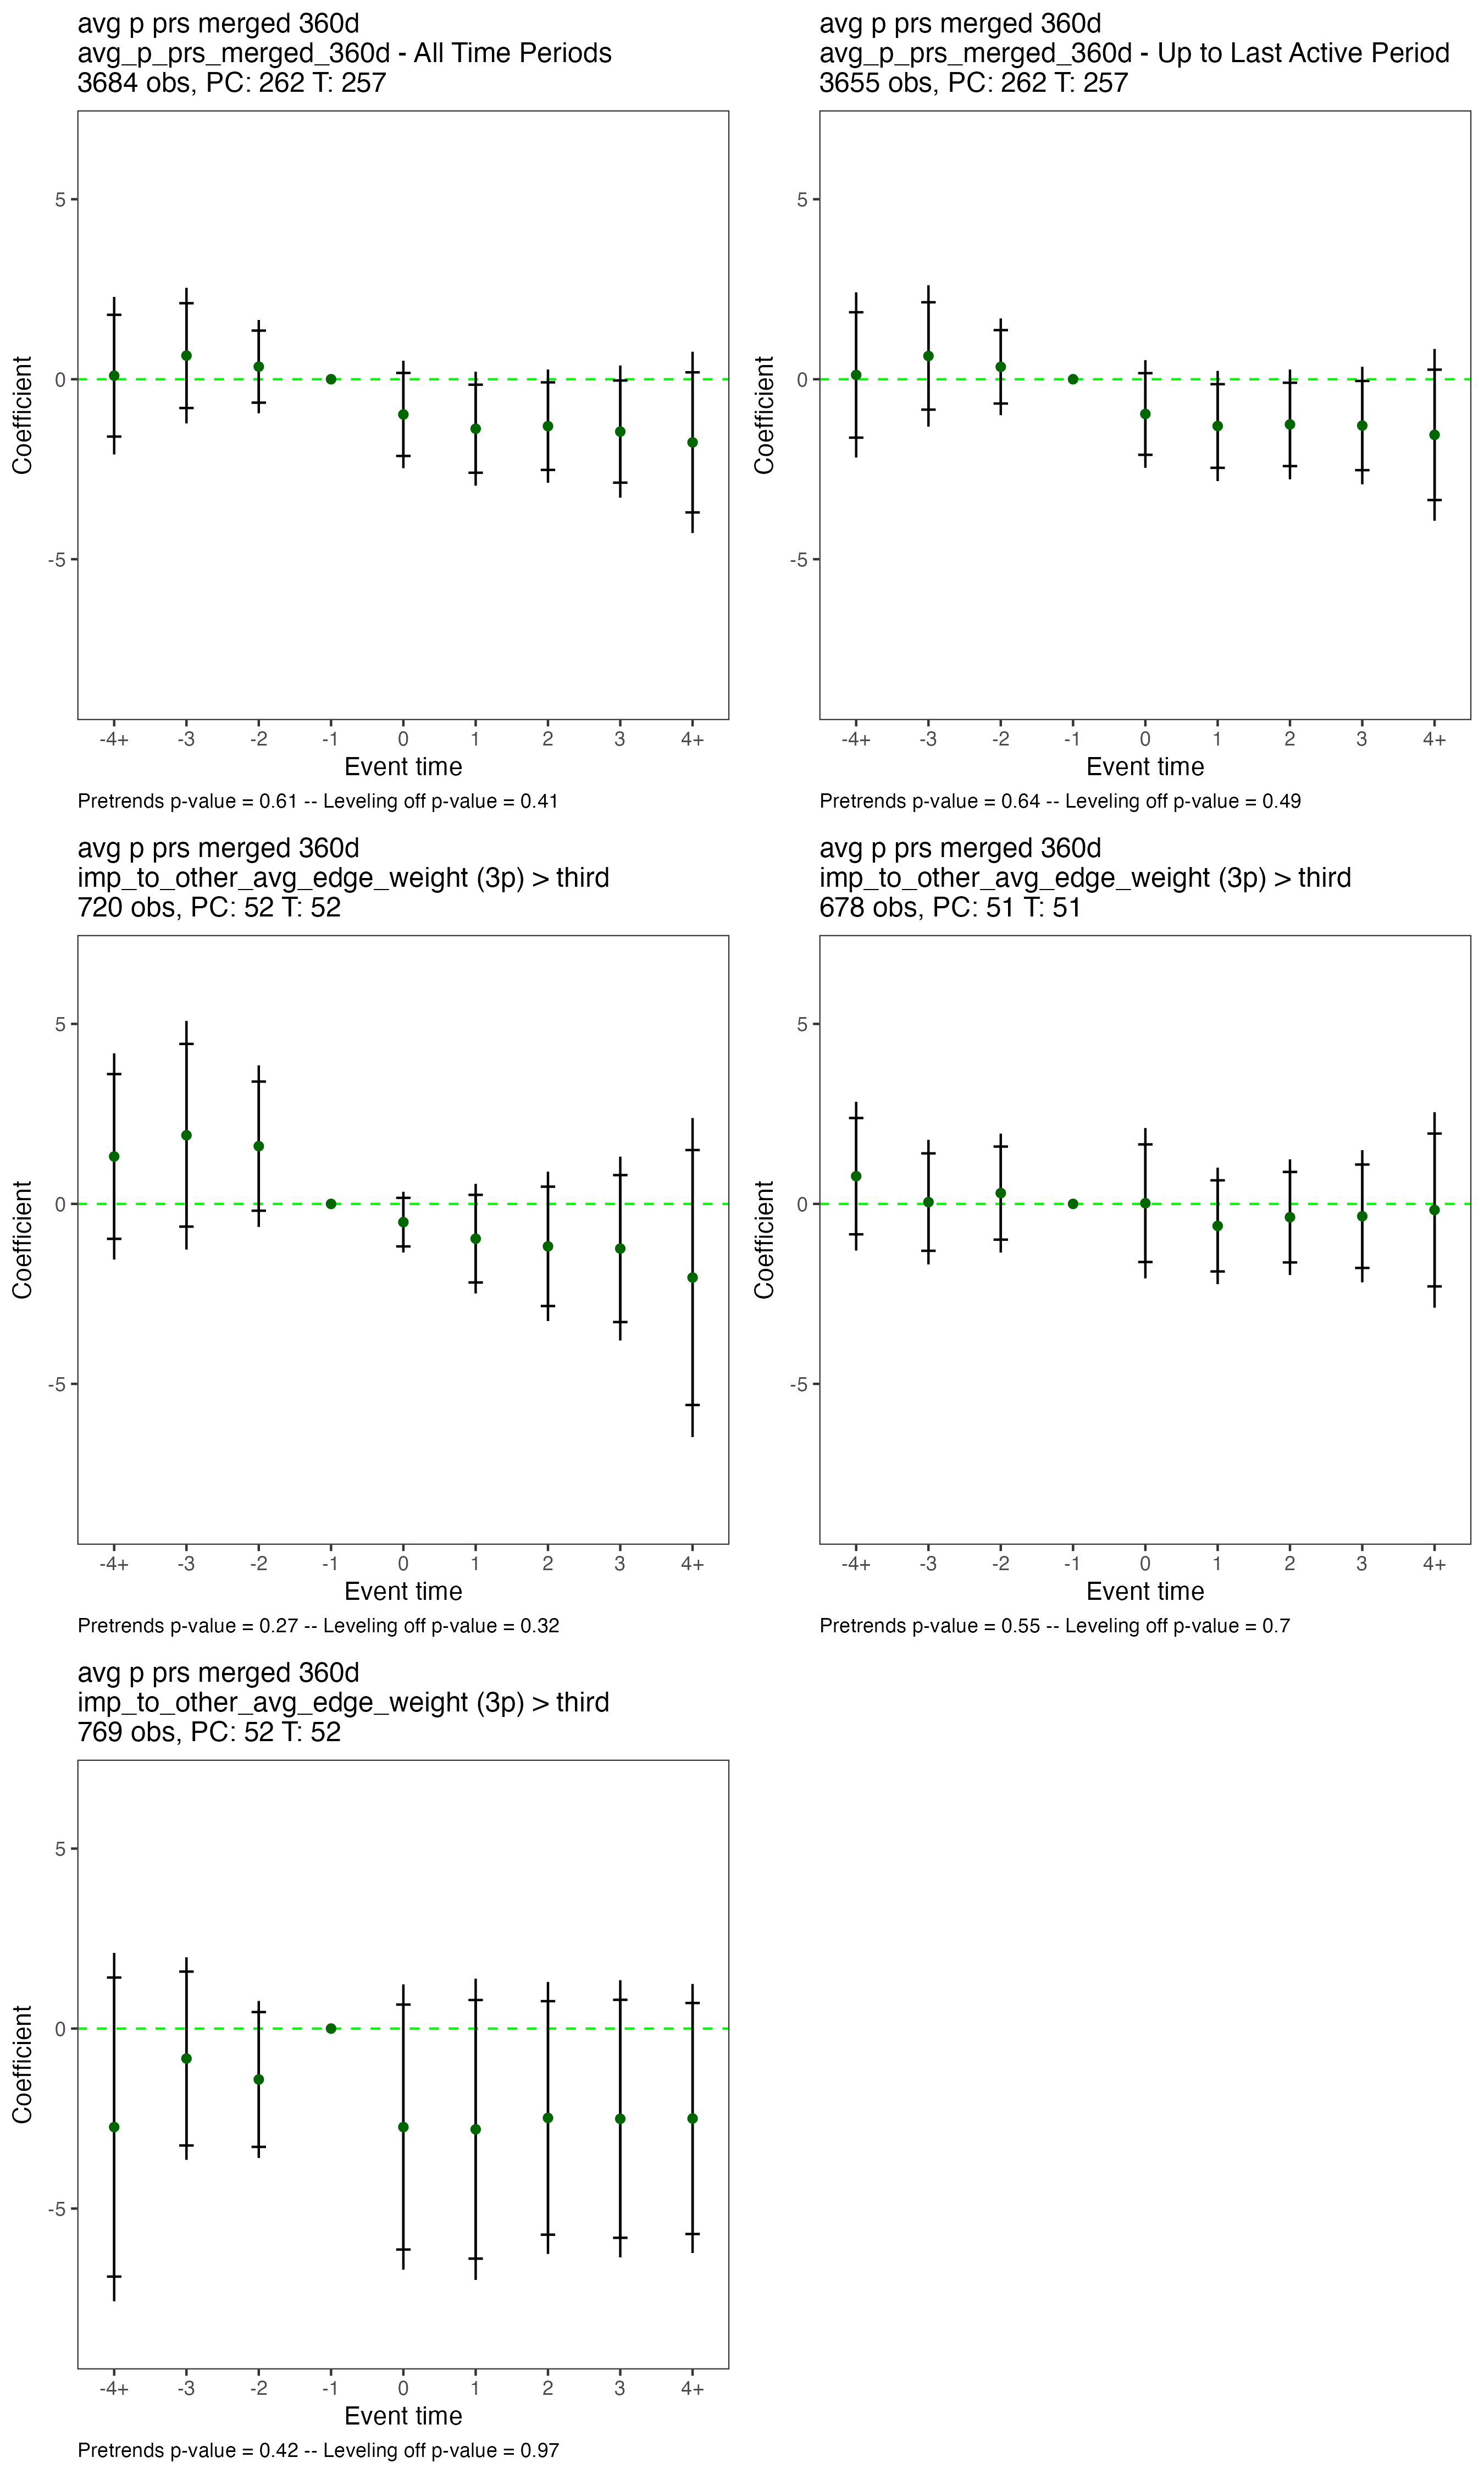 avg p prs merged 360d
avg_p_prs_merged_360d - All Time Periods
3684 obs, PC: 262 T: 257
5
0
-5
Coefficient
-4+ -3 -2 -1 0 1 2 3 4+
Event time
Pretrends p-value = 0.61 -- Leveling off p-value = 0.41
avg p prs merged 360d
avg_p_prs_merged_360d - Up to Last Active Period
3655 obs, PC: 262 T: 257
5
0
-5
Coefficient
-4+ -3 -2 -1 0 1 2 3 4+
Event time
Pretrends p-value = 0.64 -- Leveling off p-value = 0.49
avg p prs merged 360d
imp_to_other_avg_edge_weight (3p) > third
720 obs, PC: 52 T: 52
5
0
-5
Coefficient
-4+ -3 -2 -1 0 1 2 3 4+
Event time
Pretrends p-value = 0.27 -- Leveling off p-value = 0.32
avg p prs merged 360d
imp_to_other_avg_edge_weight (3p) > third
678 obs, PC: 51 T: 51
5
0
-5
Coefficient
-4+ -3 -2 -1 0 1 2 3 4+
Event time
Pretrends p-value = 0.55 -- Leveling off p-value = 0.7
avg p prs merged 360d
imp_to_other_avg_edge_weight (3p) > third
769 obs, PC: 52 T: 52
5
0
-5
Coefficient
-4+ -3 -2 -1 0 1 2 3 4+
Event time
Pretrends p-value = 0.42 -- Leveling off p-value = 0.97